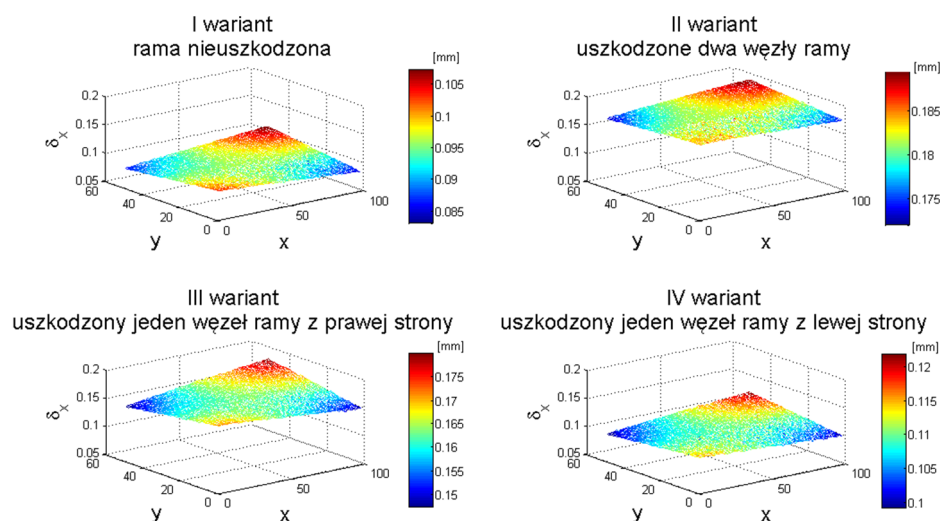 I wariant
rama nieuszkodzona
[mm]
0.105
0.1
0.095
0.09
0.085
0.2
0.15
0.1
0.05
δx
60
40
20
0
y
0
50
100
x
II wariant
uszkodzone dwa węzły ramy
[mm]
0.185
0.18
0.175
0.2
0.15
0.1
0.05
δx
60
40
20
0
y
0
50
100
x
III wariant
uszkodzony jeden węzeł ramy z prawej strony
[mm]
0.175
0.17
0.165
0.16
0.155
0.15
0.2
0.15
0.1
0.05
δx
60
40
20
0
y
0
50
100
x
IV wariant
uszkodzony jeden węzeł ramy z lewej strony
[mm]
0.12
0.115
0.11
0.105
0.1
0.2
0.15
0.1
0.05
δx
60
40
20
0
y
0
50
100
x